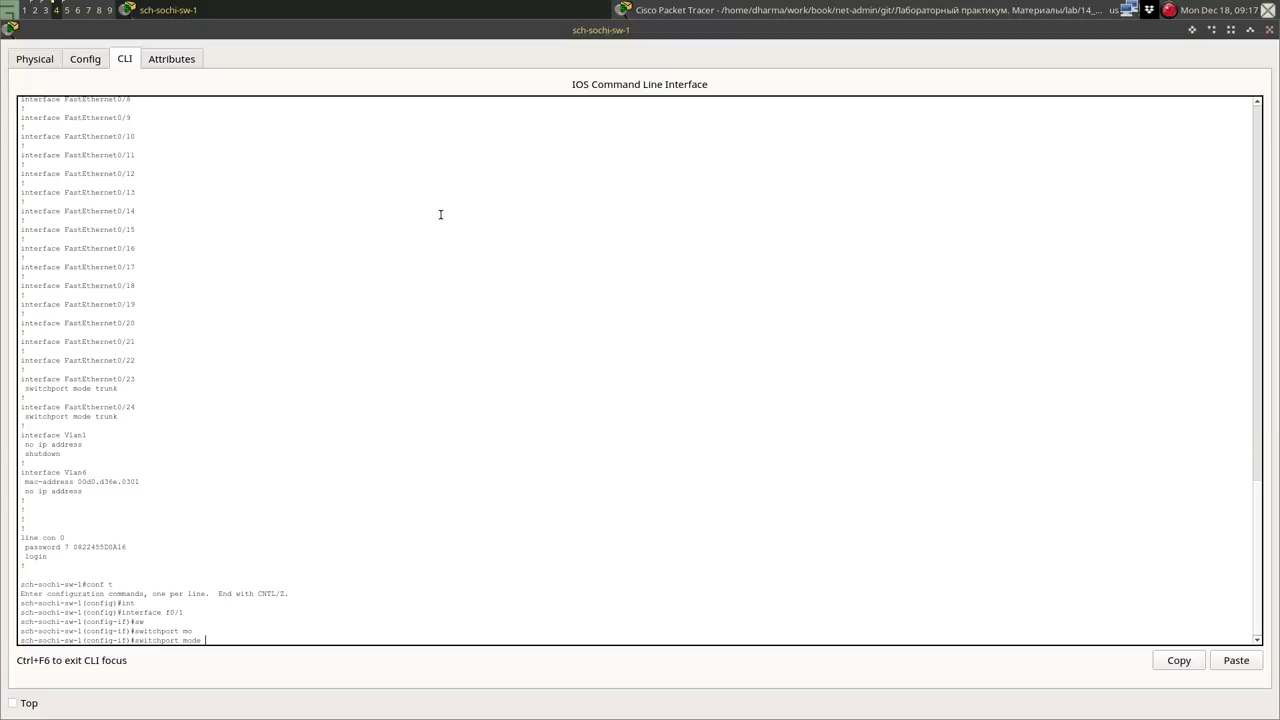 1 2 3 4 5 6 7 8 9 sch-sochi-sw-1 Cisco Packet Tracer - /home/dharma/work/book/net-admin/git/Лабораторный практикум. Материалы/lab/14_... us Mon Dec 18, 09:17
sch-sochi-sw-1
Physical Config CLI Attributes
IOS Command Line Interface
interface FastEthernet0/8
!
interface FastEthernet0/9
!
interface FastEthernet0/10
!
interface FastEthernet0/11
!
interface FastEthernet0/12
!
interface FastEthernet0/13
!
interface FastEthernet0/14
!
interface FastEthernet0/15
!
interface FastEthernet0/16
!
interface FastEthernet0/17
!
interface FastEthernet0/18
!
interface FastEthernet0/19
!
interface FastEthernet0/20
!
interface FastEthernet0/21
!
interface FastEthernet0/22
!
interface FastEthernet0/23
switchport mode trunk
!
interface FastEthernet0/24
switchport mode trunk
!
interface Vlan1
no ip address
shutdown
!
interface Vlan6
mac-address 00d0.d36e.0301
no ip address
!
!
!
!
line con 0
password 7 0822455D0A16
login
!
sch-sochi-sw-1#conf t
Enter configuration commands, one per line. End with CNTL/Z.
sch-sochi-sw-1(config)#int
sch-sochi-sw-1(config)#interface f0/1
sch-sochi-sw-1(config-if)#sw
sch-sochi-sw-1(config-if)#switchport mo
sch-sochi-sw-1(config-if)#switchport mode
Ctrl+F6 to exit CLI focus
Copy Paste
Top